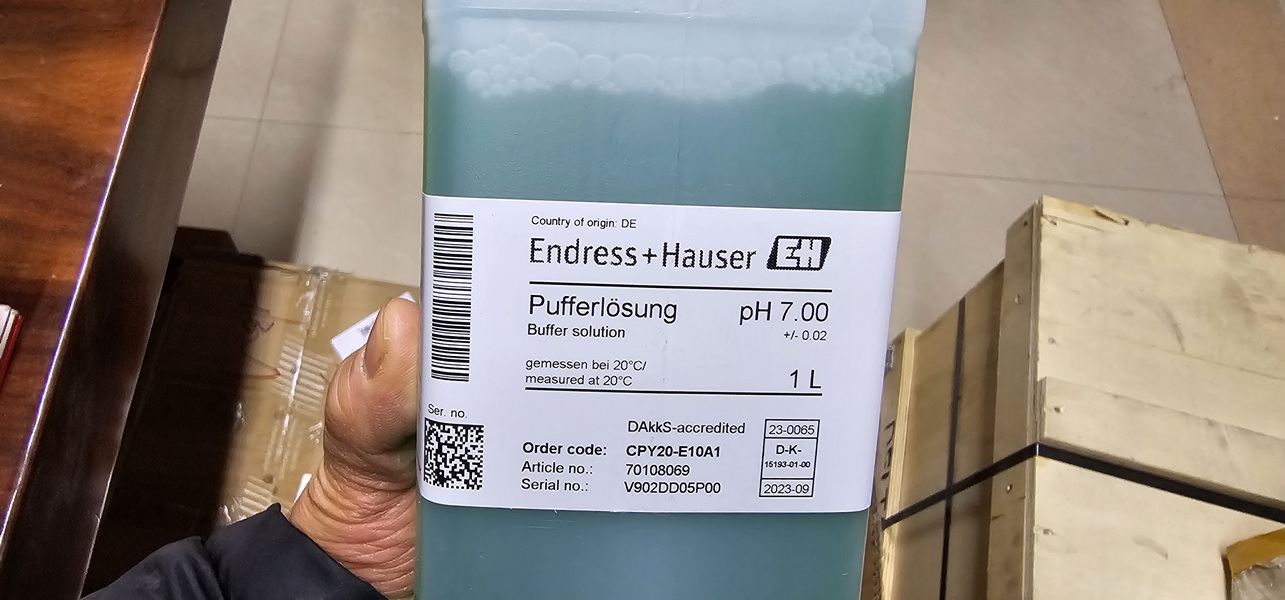 Country of origin: DE
Endress+Hauser EH
Pufferlösung pH 7.00
Buffer solution +/- 0.02
gemessen bei 20°C/
measured at 20°C 1 L
Ser. no.
DAkkS-accredited 23-0065
Order code: CPY20-E10A1 D-K-
Article no.: 70108069 15193-01-00
Serial no.: V902DD05P00 2023-09